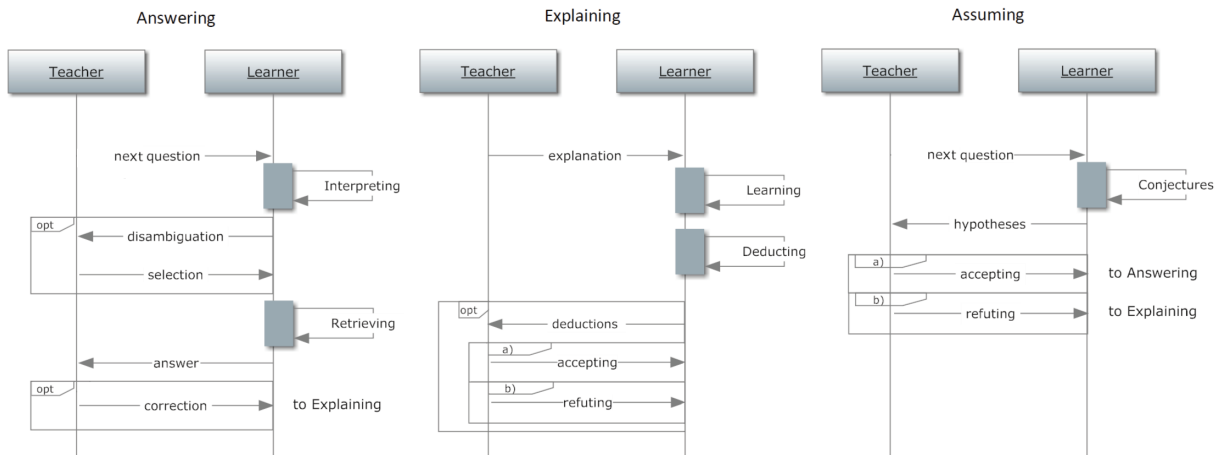 Answering
Teacher
Learner
next question
Interpreting
opt
disambiguation
selection
Retrieving
answer
opt
correction
to Explaining
Explaining
Teacher
Learner
explanation
Learning
Deducting
opt
deductions
a)
accepting
b)
refuting
Assuming
Teacher
Learner
next question
Conjectures
hypotheses
a)
accepting
to Answering
b)
refuting
to Explaining